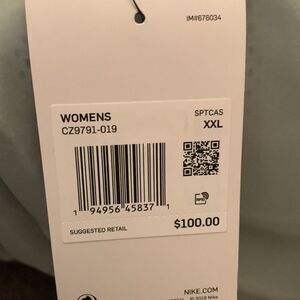 IM#676034
WOMENS
CZ9791-019
SPTCAS
XXL
1 94956 45837 1
SUGGESTED RETAIL
$100.00
NIKE.COM
© 2018 Nike